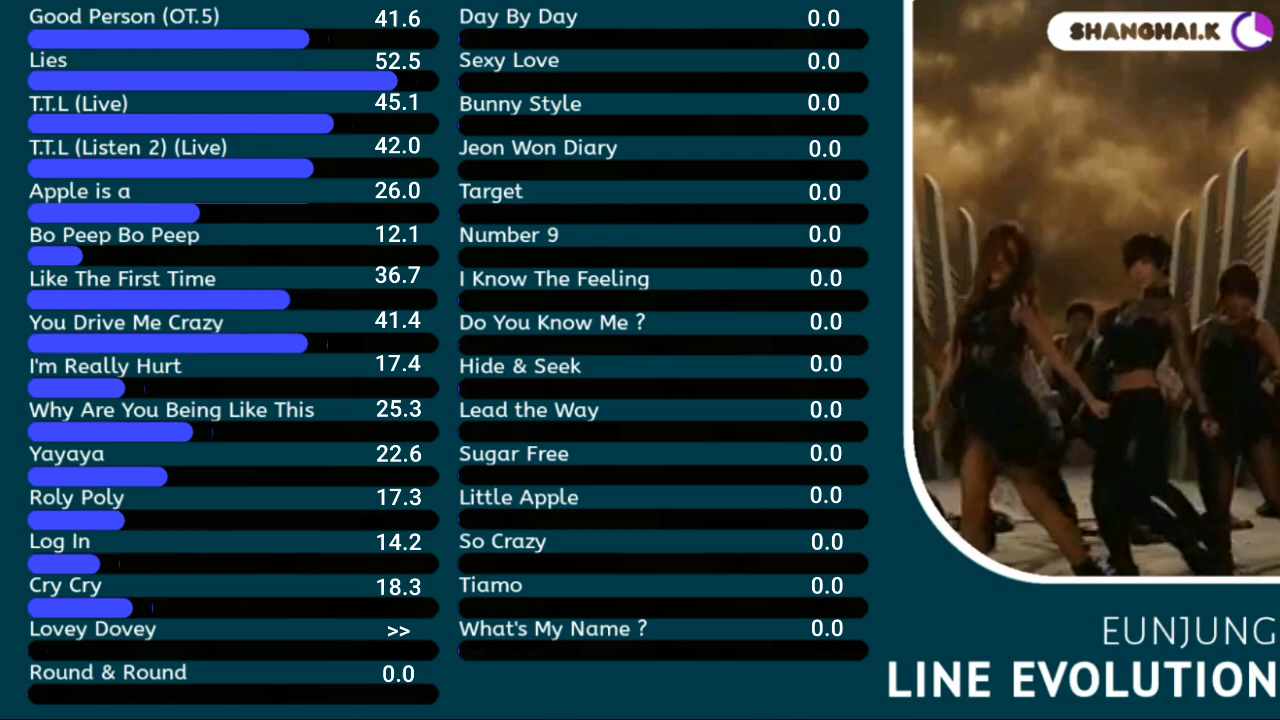 Good Person (OT.5) 41.6
Lies 52.5
T.T.L (Live) 45.1
T.T.L (Listen 2) (Live) 42.0
Apple is a 26.0
Bo Peep Bo Peep 12.1
Like The First Time 36.7
You Drive Me Crazy 41.4
I'm Really Hurt 17.4
Why Are You Being Like This 25.3
Yayaya 22.6
Roly Poly 17.3
Log In 14.2
Cry Cry 18.3
Lovey Dovey >>
Round & Round 0.0
Day By Day 0.0
Sexy Love 0.0
Bunny Style 0.0
Jeon Won Diary 0.0
Target 0.0
Number 9 0.0
I Know The Feeling 0.0
Do You Know Me ? 0.0
Hide & Seek 0.0
Lead the Way 0.0
Sugar Free 0.0
Little Apple 0.0
So Crazy 0.0
Tiamo 0.0
What's My Name ? 0.0
SHANGHAI.K
EUNJUNG
LINE EVOLUTION